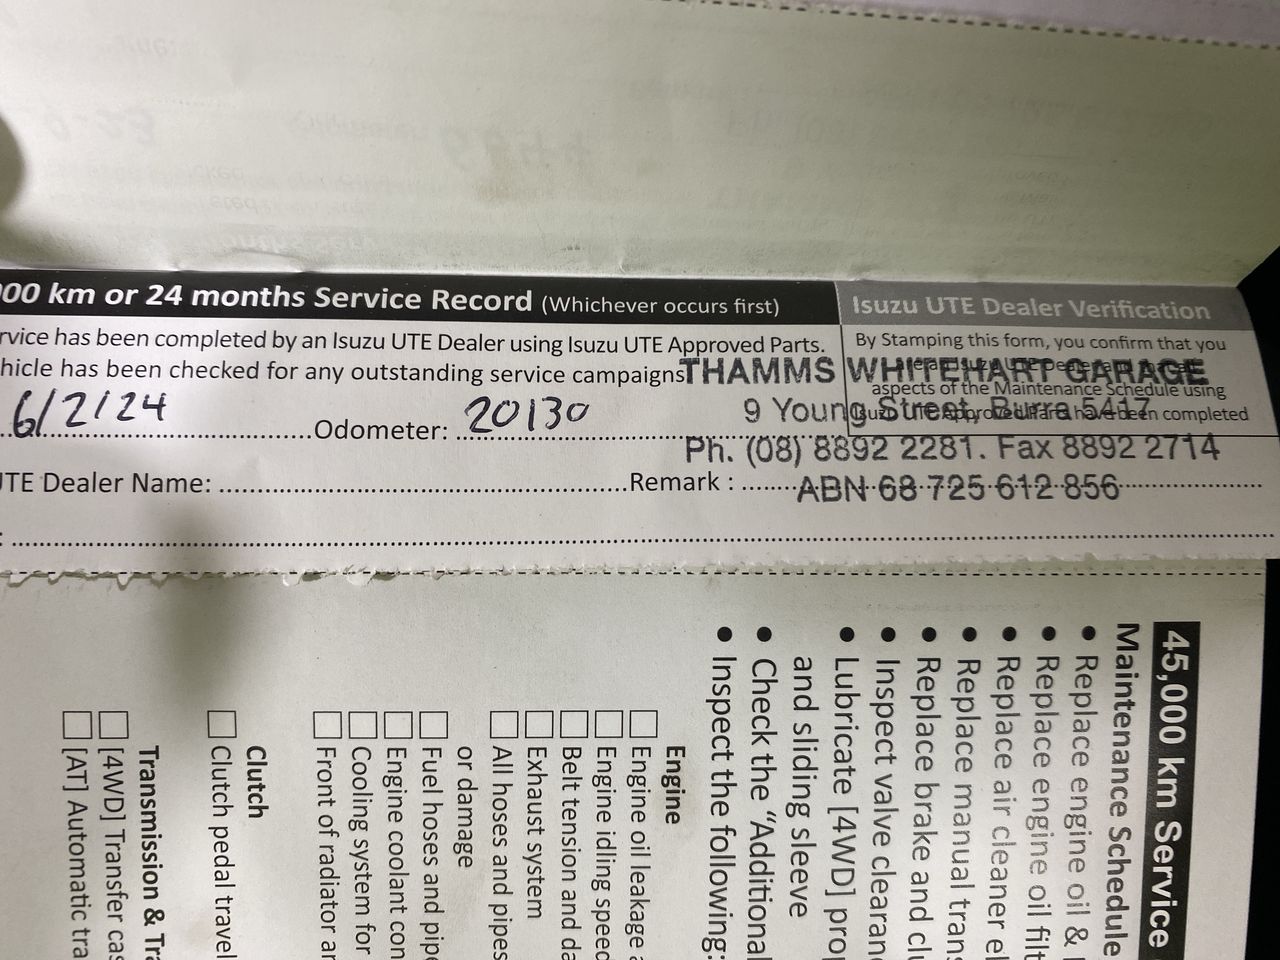 000 km or 24 months Service Record (Whichever occurs first)
Isuzu UTE Dealer Verification
rvice has been completed by an Isuzu UTE Dealer using Isuzu UTE Approved Parts.
hicle has been checked for any outstanding service campaigns
By Stamping this form, you confirm that you
aspects of the Maintenance Schedule using
have been completed
THAMMS WHITEHART GARAGE
9 Young Street Burra 5417
Ph. (08) 8892 2281. Fax 8892 2714
ABN 68 725 612 856
6/2/24 Odometer: 20130
UTE Dealer Name: Remark :
45,000 km Service
Maintenance Schedule
• Replace engine oil &
• Replace engine oil filt
• Replace air cleaner el
• Replace manual trans
• Replace brake and clu
• Inspect valve clearan
• Lubricate [4WD] prop
and sliding sleeve
• Check the "Additional
• Inspect the following:
Engine
Engine oil leakage
Engine idling speed
Belt tension and da
Exhaust system
All hoses and pipes
or damage
Fuel hoses and pipe
Engine coolant con
Cooling system for
Front of radiator an
Clutch
Clutch pedal travel
Transmission & Tra
[4WD] Transfer cas
[AT] Automatic tra